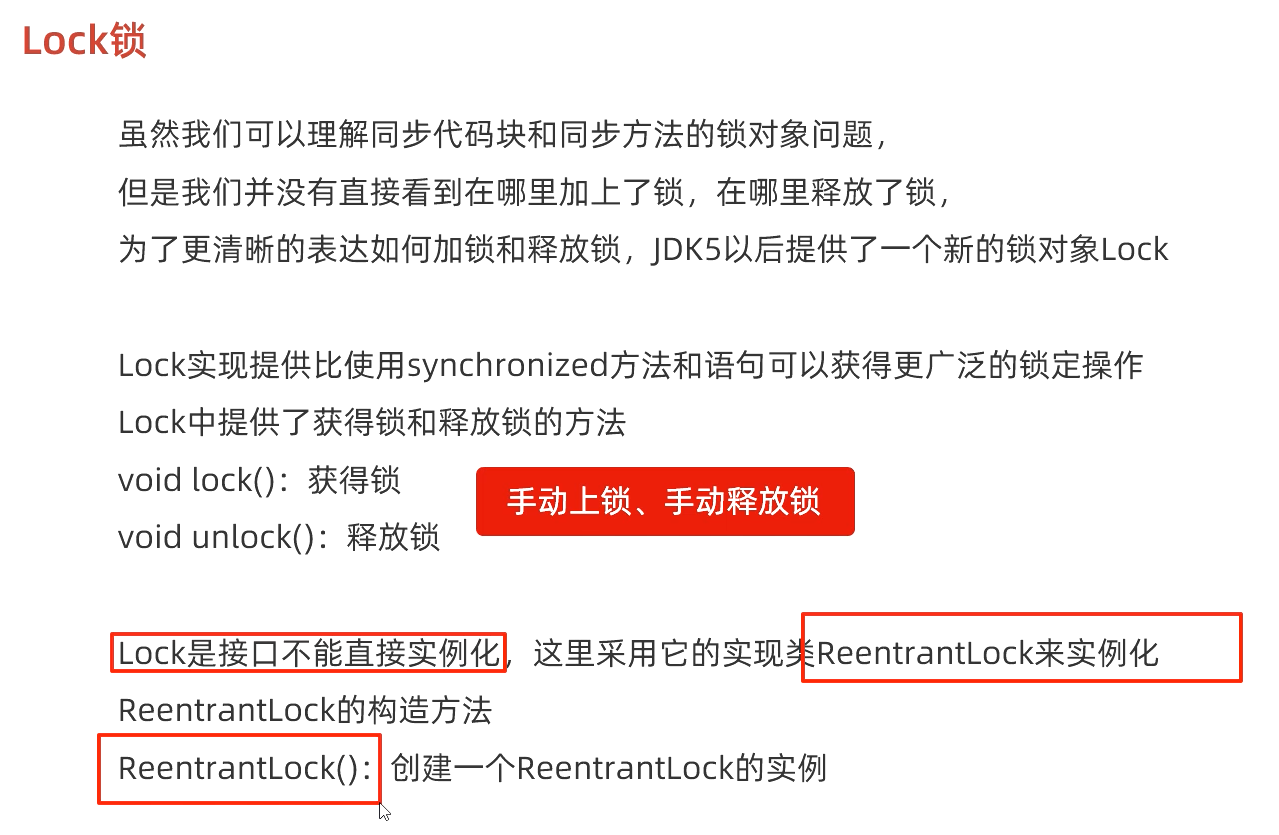 Lock锁
虽然我们可以理解同步代码块和同步方法的锁对象问题，
但是我们并没有直接看到在哪里加上了锁，在哪里释放了锁，
为了更清晰的表达如何加锁和释放锁，JDK5以后提供了一个新的锁对象Lock
Lock实现提供比使用synchronized方法和语句可以获得更广泛的锁定操作
Lock中提供了获得锁和释放锁的方法
void lock()：获得锁
手动上锁、手动释放锁
void unlock()：释放锁
Lock是接口不能直接实例化，这里采用它的实现类ReentrantLock来实例化
ReentrantLock的构造方法
ReentrantLock()：创建一个ReentrantLock的实例